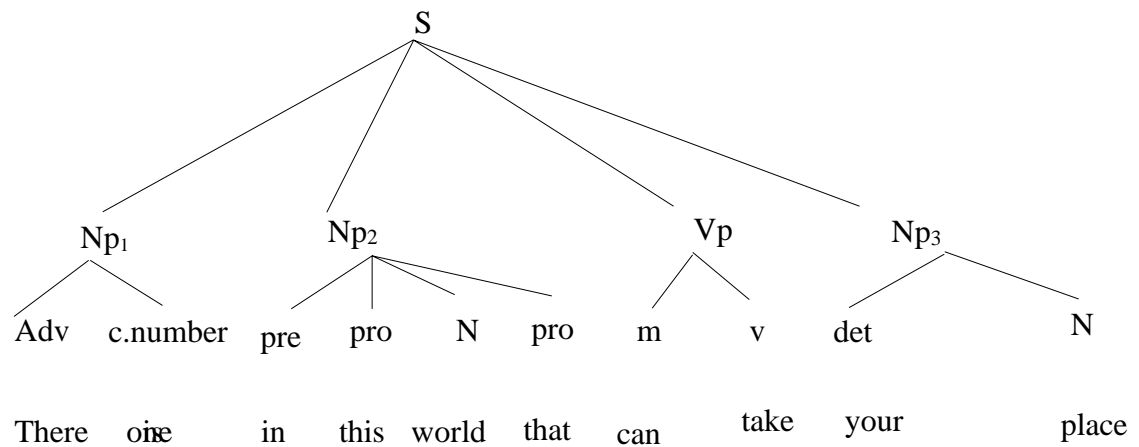 S
Np1 Np2 Vp Np3
Adv c.number pre pro N pro m v det N
There in this world that can take your place